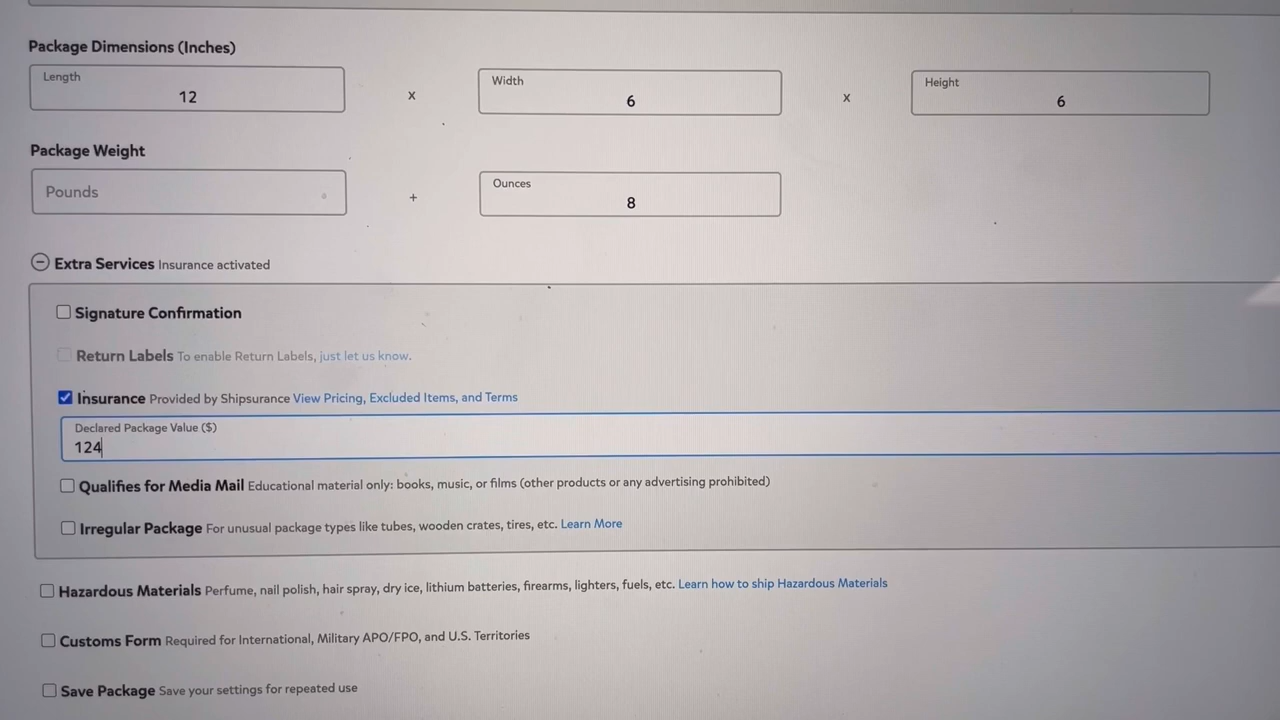 Package Dimensions (Inches)
Length
12
x
Width
6
x
Height
6
Package Weight
Pounds
+
Ounces
8
Extra Services Insurance activated
Signature Confirmation
Return Labels To enable Return Labels, just let us know.
Insurance Provided by Shipsurance View Pricing, Excluded Items, and Terms
Declared Package Value ($)
124
Qualifies for Media Mail Educational material only: books, music, or films (other products or any advertising prohibited)
Irregular Package For unusual package types like tubes, wooden crates, tires, etc. Learn More
Hazardous Materials Perfume, nail polish, hair spray, dry ice, lithium batteries, firearms, lighters, fuels, etc. Learn how to ship Hazardous Materials
Customs Form Required for International, Military APO/FPO, and U.S. Territories
Save Package Save your settings for repeated use